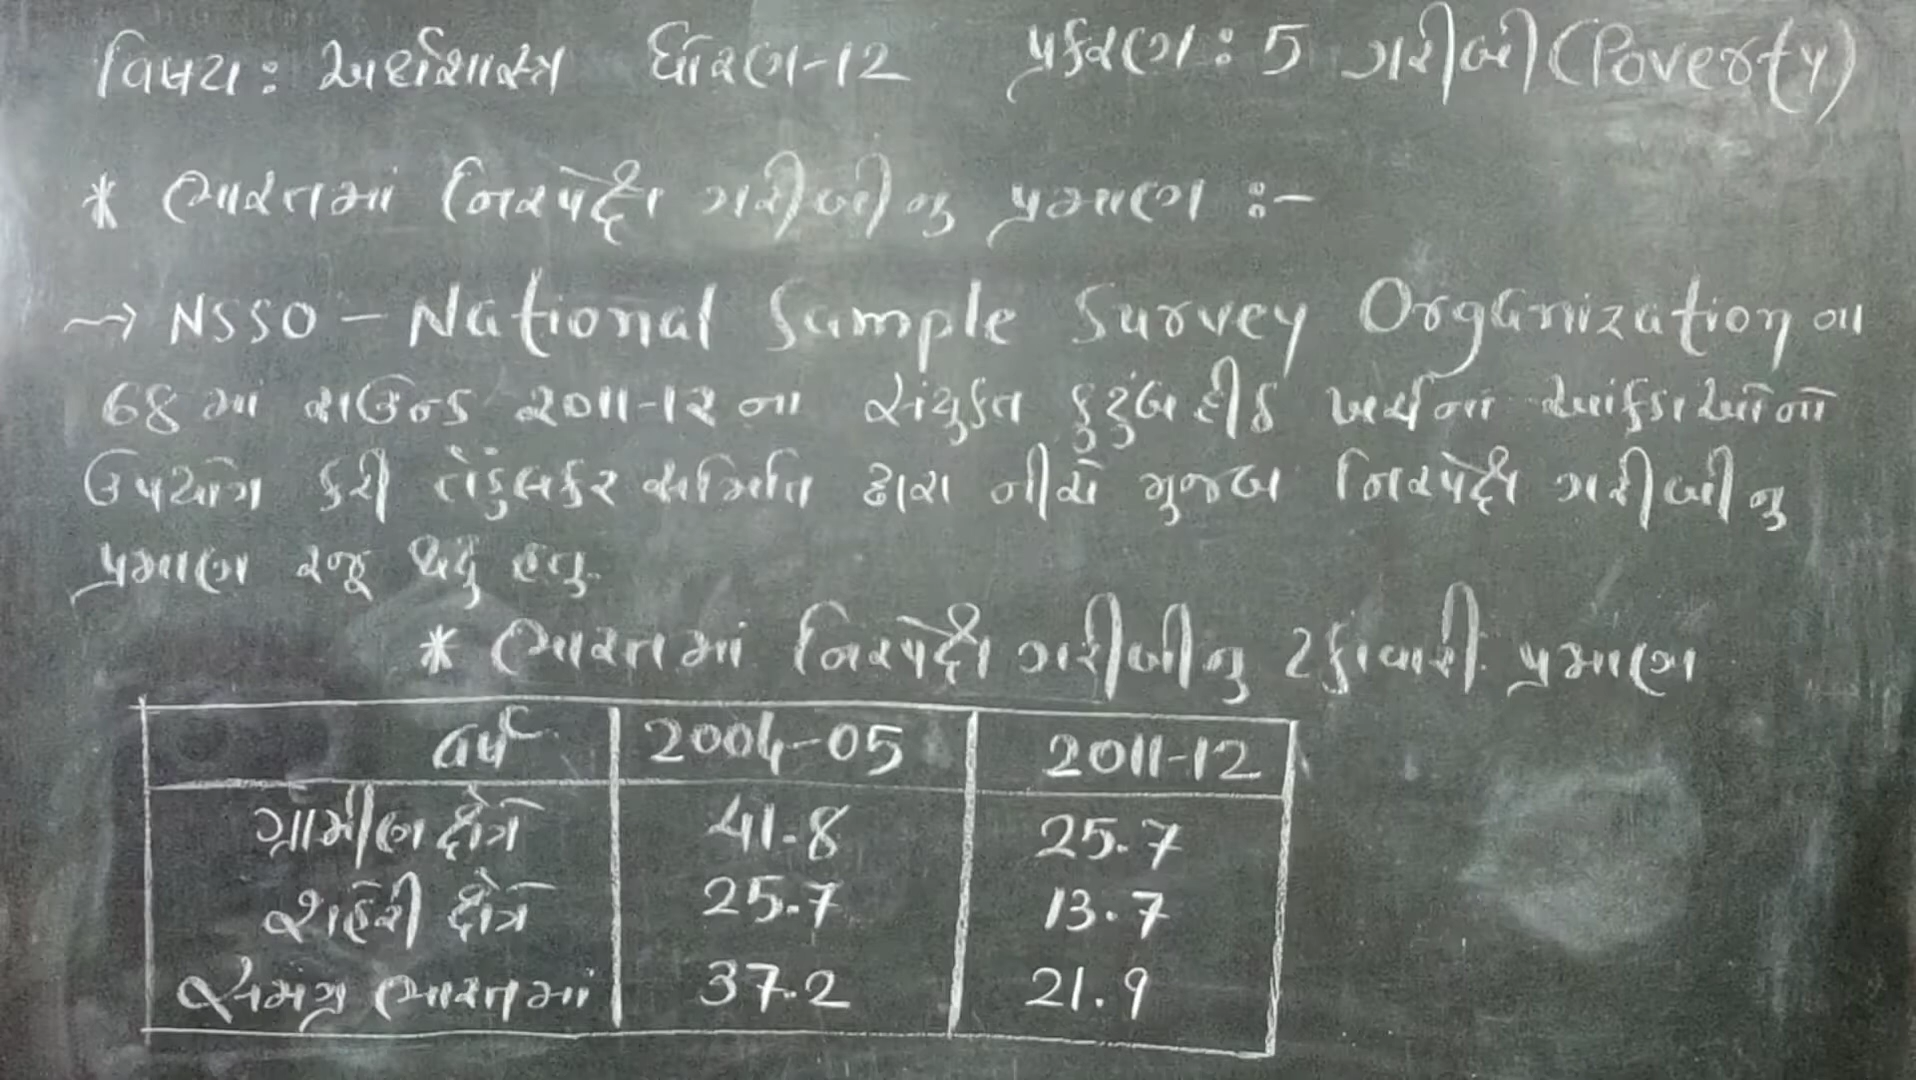 વિષય : અર્થશાસ્ત્ર ધોરણ-12 પ્રકરણ : 5 ગરીબી (Poverty)
* ભારતમાં નિરપેક્ષ ગરીબીનુ પ્રમાણ :-
→ NSSO - National Sample Survey Organization ના
68 માં રાઉન્ડ ૨૦૧૧-૧૨ ના સંયુક્ત કુટુંબ દીઠ ખર્ચના આંકડાઓનો
ઉપયોગ કરી તેંડુલકર સમિતિ દ્વારા નીચે મુજબ નિરપેક્ષ ગરીબીનુ
પ્રમાણ રજૂ થયુ હતુ.
* ભારતમાં નિરપેક્ષ ગરીબીનુ ટકાવારી પ્રમાણ
વર્ષ 2004-05 2011-12
ગ્રામીણ ક્ષેત્રે 41.8 25.7
શહેરી ક્ષેત્રે 25.7 13.7
સમગ્ર ભારતમાં 37.2 21.9